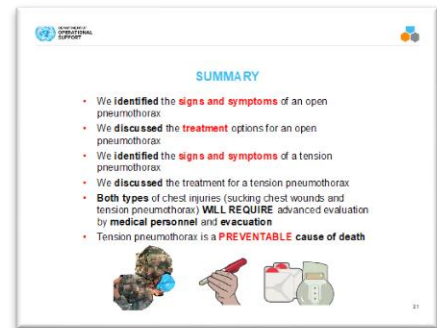 DEPARTMENT OF
OPERATIONAL
SUPPORT
SUMMARY
• We identified the signs and symptoms of an open
pneumothorax
• We discussed the treatment options for an open
pneumothorax
• We identified the signs and symptoms of a tension
pneumothorax
• We discussed the treatment for a tension pneumothorax
• Both types of chest injuries (sucking chest wounds and
tension pneumothorax) WILL REQUIRE advanced evaluation
by medical personnel and evacuation
• Tension pneumothorax is a PREVENTABLE cause of death